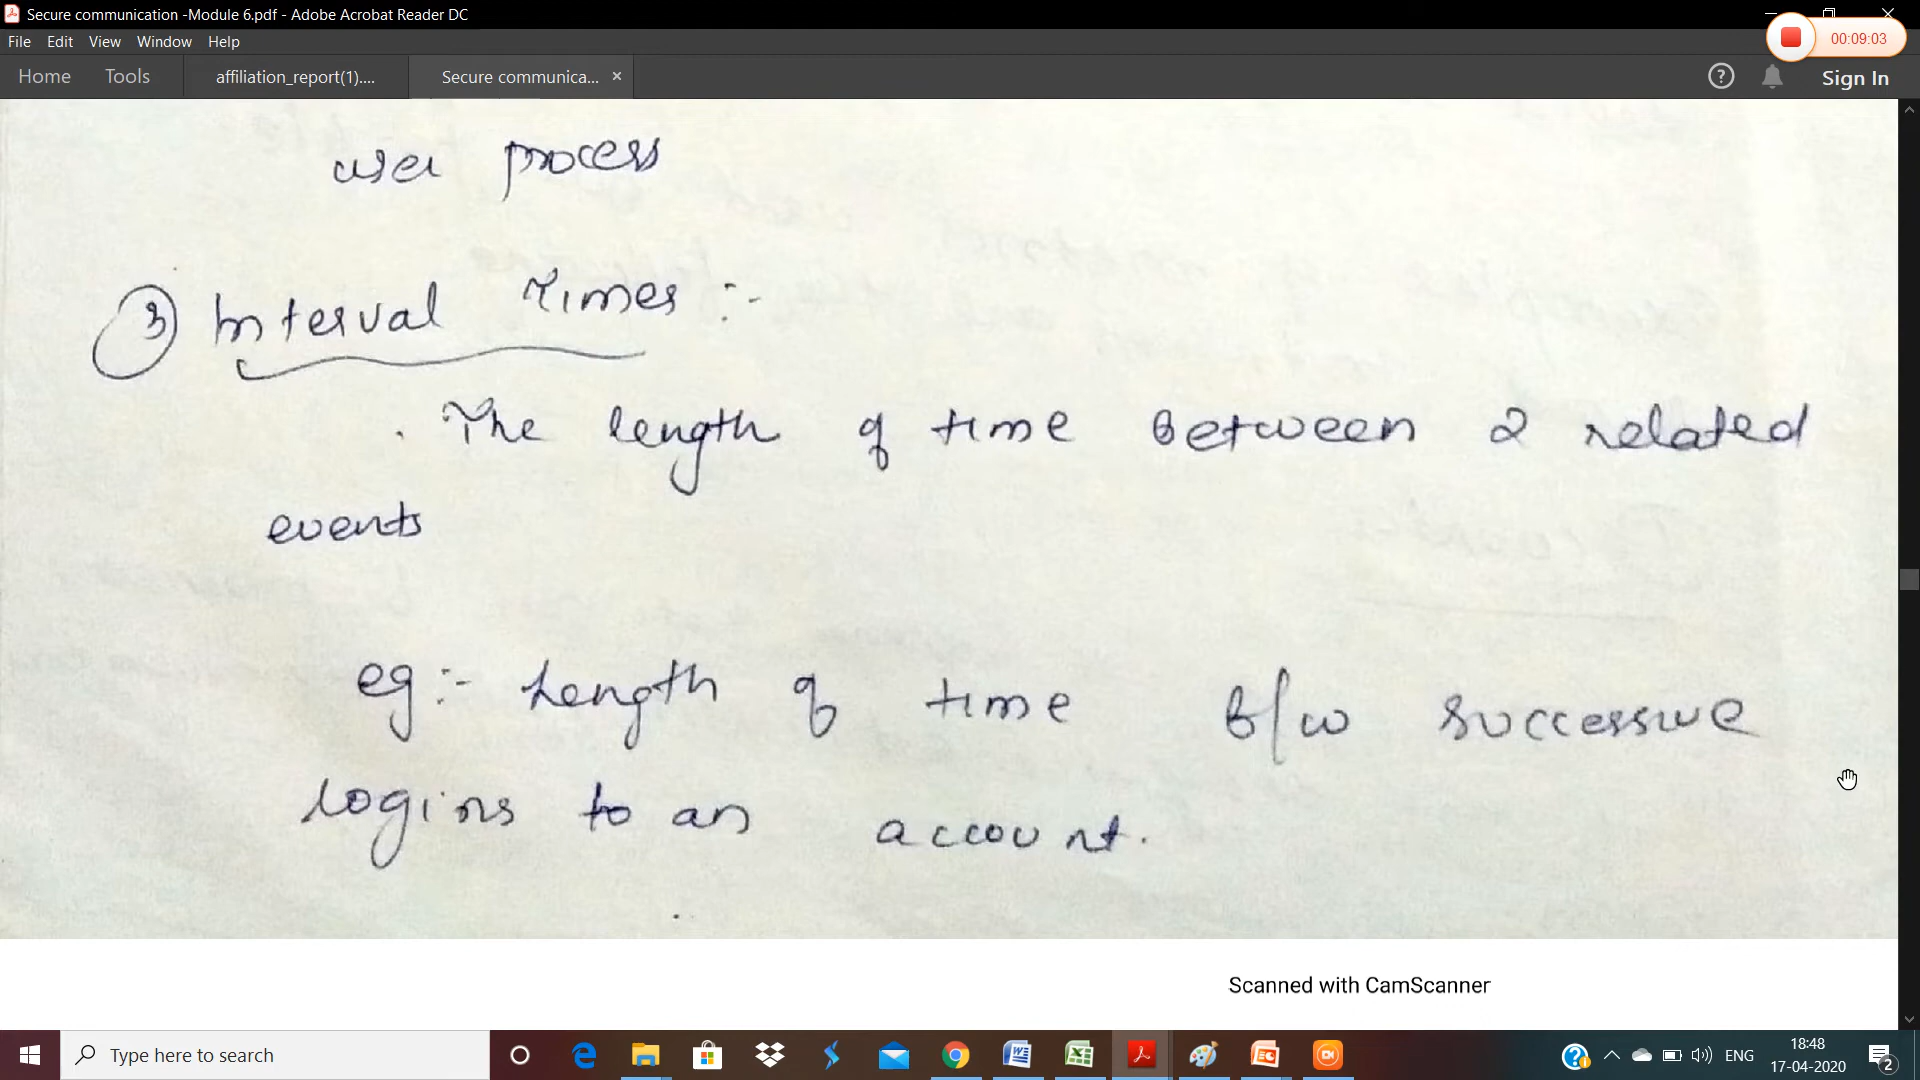 Secure communication -Module 6.pdf - Adobe Acrobat Reader DC
00:09:03
File Edit View Window Help
Home Tools affiliation_report(1).... Secure communica... × Sign In
user process
3) Interval Times :-
. The length of time between 2 related
events
eg :- Length of time b/w successive
logins to an account.
Scanned with CamScanner
Type here to search
ENG
18:48
17-04-2020
2